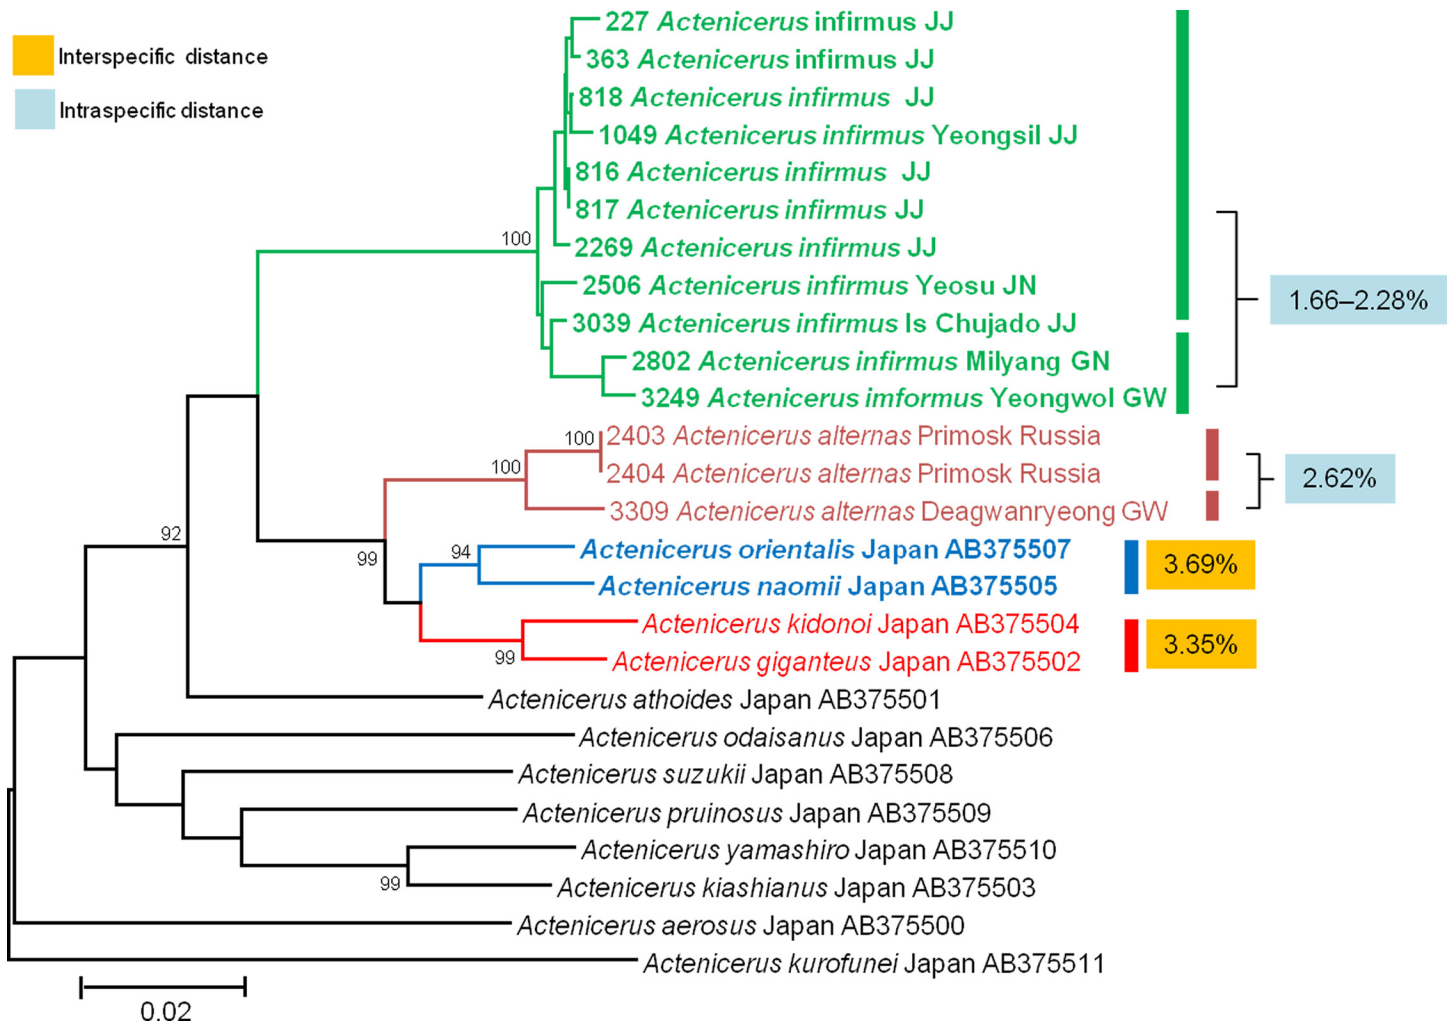 Interspecific distance
Intraspecific distance
227 Actenicerus infirmus JJ
363 Actenicerus infirmus JJ
818 Actenicerus infirmus JJ
1049 Actenicerus infirmus Yeongsil JJ
816 Actenicerus infirmus JJ
817 Actenicerus infirmus JJ
100
2269 Actenicerus infirmus JJ
2506 Actenicerus infirmus Yeosu JN
1.66–2.28%
3039 Actenicerus infirmus Is Chujado JJ
2802 Actenicerus infirmus Milyang GN
3249 Actenicerus imformus Yeongwol GW
100
2403 Actenicerus alternas Primosk Russia
100
2404 Actenicerus alternas Primosk Russia
2.62%
3309 Actenicerus alternas Deagwanryeong GW
92
99
94
Actenicerus orientalis Japan AB375507
3.69%
Actenicerus naomii Japan AB375505
Actenicerus kidonoi Japan AB375504
3.35%
99
Actenicerus giganteus Japan AB375502
Actenicerus athoides Japan AB375501
Actenicerus odaisanus Japan AB375506
Actenicerus suzukii Japan AB375508
Actenicerus pruinosus Japan AB375509
Actenicerus yamashiro Japan AB375510
99
Actenicerus kiashianus Japan AB375503
Actenicerus aerosus Japan AB375500
Actenicerus kurofunei Japan AB375511
0.02